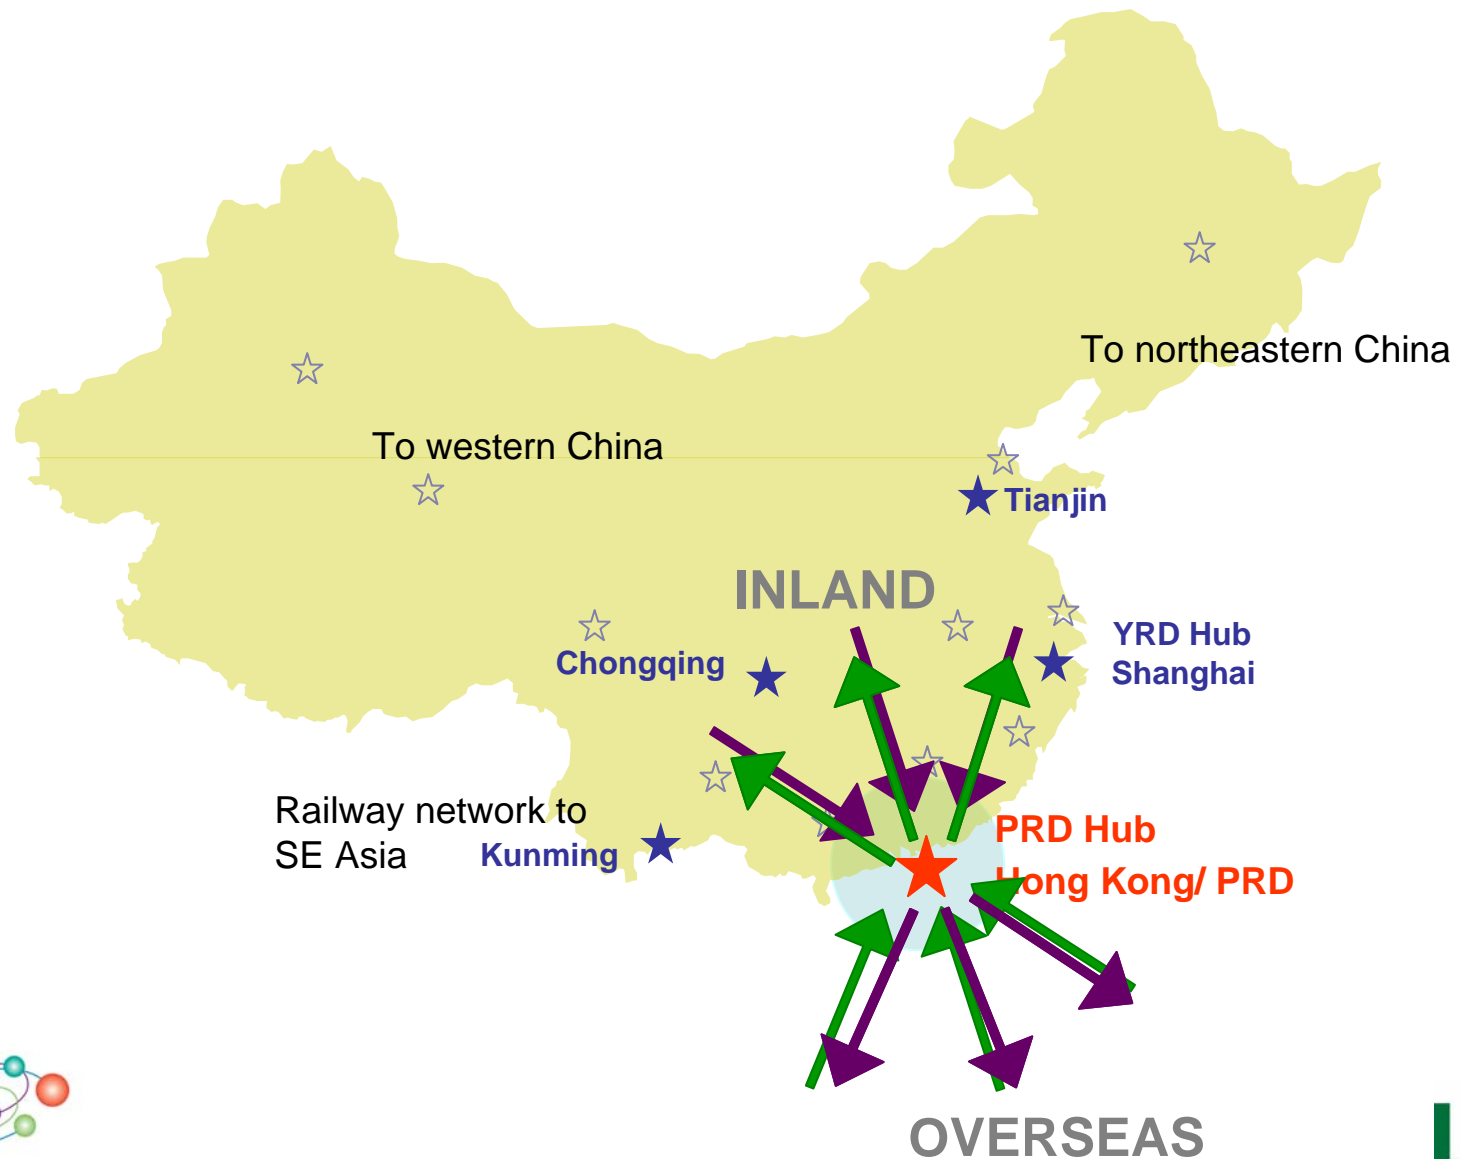 To northeastern China
To western China
Tianjin
INLAND
YRD Hub
Shanghai
Chongqing
Railway network to
SE Asia
Kunming
PRD Hub
Hong Kong/ PRD
OVERSEAS